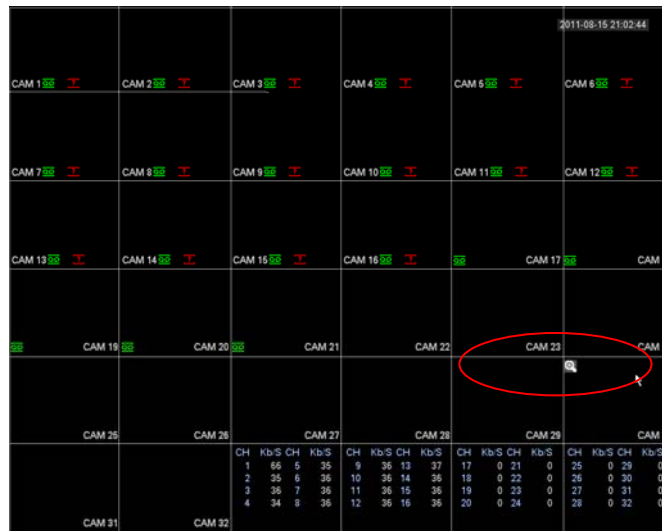 2011-08-15 21:02:44
CAM 1 CAM 2 CAM 3 CAM 4 CAM 5 CAM 6
CAM 7 CAM 8 CAM 9 CAM 10 CAM 11 CAM 12
CAM 13 CAM 14 CAM 15 CAM 16 CAM 17 CAM
CAM 19 CAM 20 CAM 21 CAM 22 CAM 23 CAM
CAM 25 CAM 26 CAM 27 CAM 28 CAM 29 CAM
CH Kb/S CH Kb/S CH Kb/S CH Kb/S CH Kb/S CH Kb/S CH Kb/S CH Kb/S
1 66 5 35 9 36 13 37 17 0 21 0 25 0 29 0
2 35 6 36 10 36 14 36 18 0 22 0 26 0 30 0
3 36 7 36 11 36 15 36 19 0 23 0 27 0 31 0
4 34 8 36 12 36 16 36 20 0 24 0 28 0 32 0
CAM 31 CAM 32